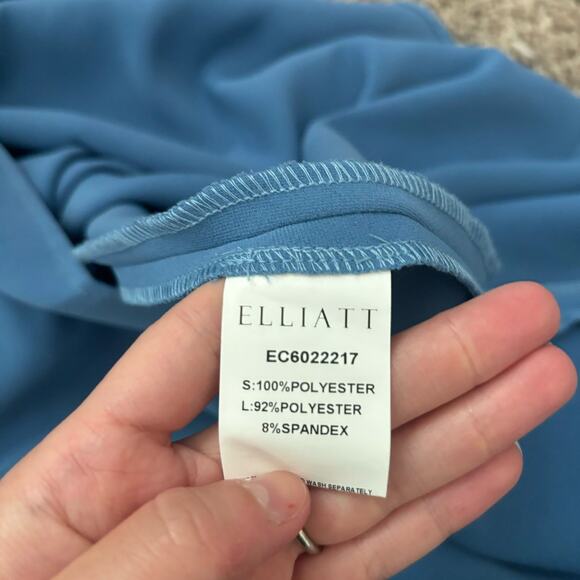 ELLIATT
EC6022217
S:100%POLYESTER
L:92%POLYESTER
8%SPANDEX
WASH SEPARATELY